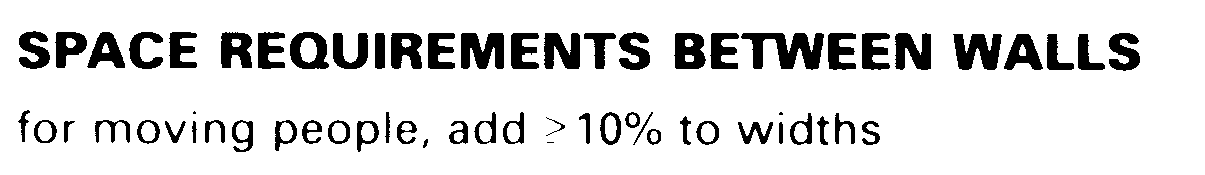 SPACE REQUIREMENTS BETWEEN WALLS
for moving people, add ≥10% to widths